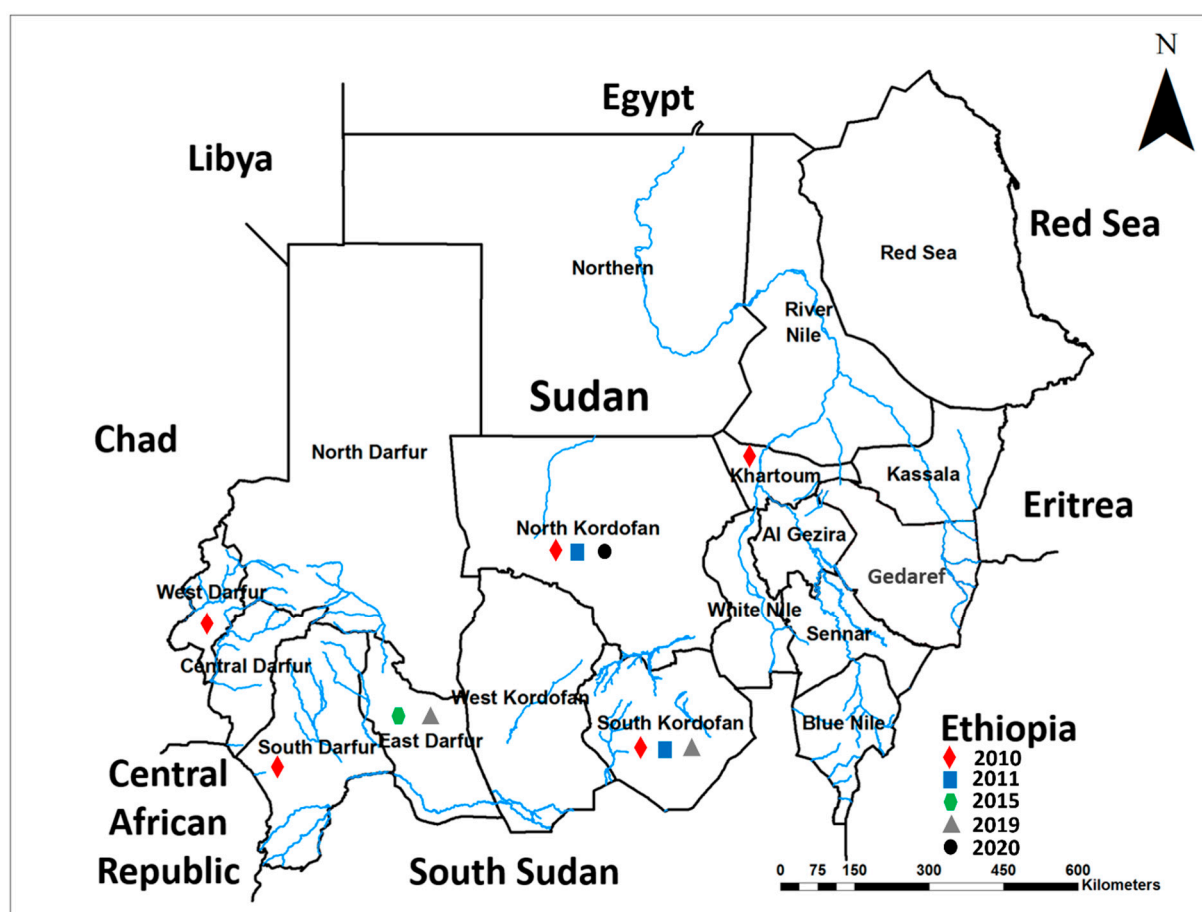 N
Egypt
Libya
Red Sea
Red Sea
Northern
River
Nile
Sudan
Chad
North Darfur
Khartoum
Kassala
Eritrea
North Kordofan
Al Gezira
Gedaref
West Darfur
White Nile
Sennar
Central Darfur
West Kordofan
South Kordofan
Blue Nile
South Darfur
East Darfur
Ethiopia
2010
2011
2015
2019
2020
Central
African
Republic
South Sudan
0 75 150 300 450 600
Kilometers